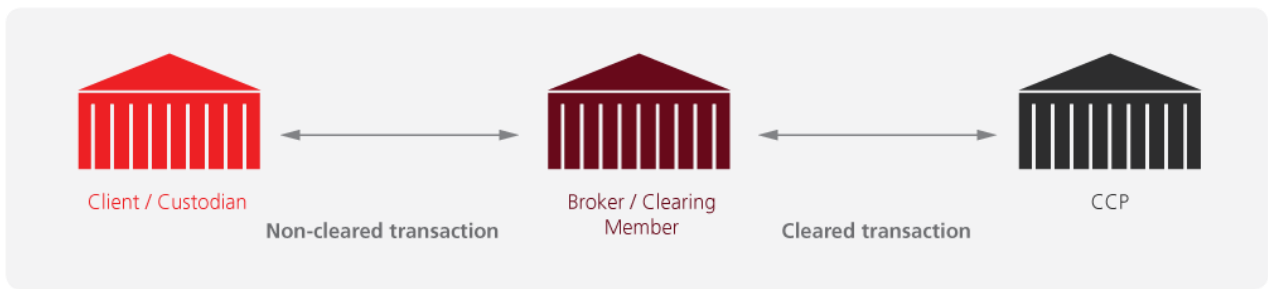 Client / Custodian
Non-cleared transaction
Broker / Clearing
Member
Cleared transaction
CCP